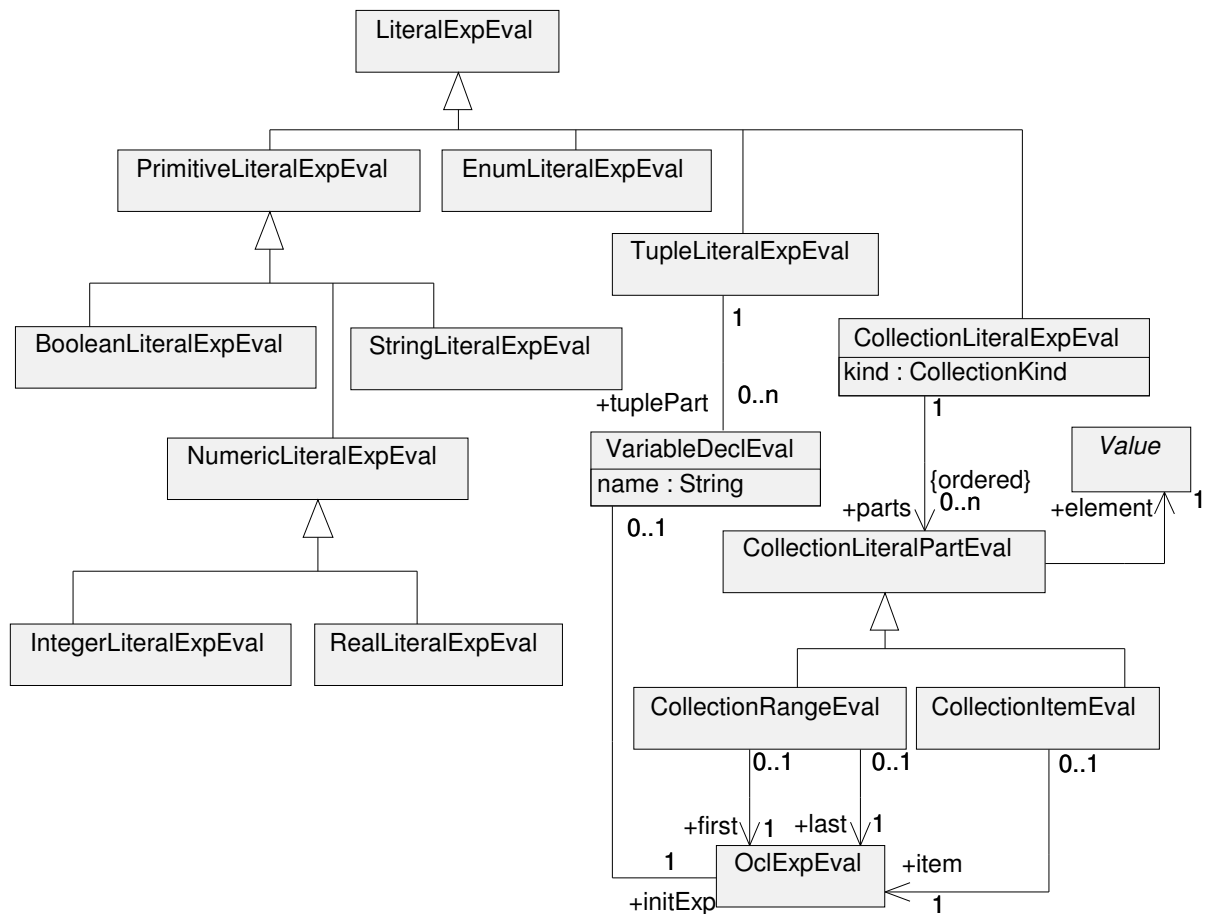 LiteralExpEval
PrimitiveLiteralExpEval
EnumLiteralExpEval
TupleLiteralExpEval
1
BooleanLiteralExpEval
StringLiteralExpEval
CollectionLiteralExpEval
kind : CollectionKind
+tuplePart
0..n
1
NumericLiteralExpEval
VariableDeclEval
name : String
Value
{ordered}
+parts
0..n
+element
1
0..1
CollectionLiteralPartEval
IntegerLiteralExpEval
RealLiteralExpEval
CollectionRangeEval
CollectionItemEval
0..1
0..1
0..1
+first
1
+last
1
OclExpEval
1
+initExp
+item
1